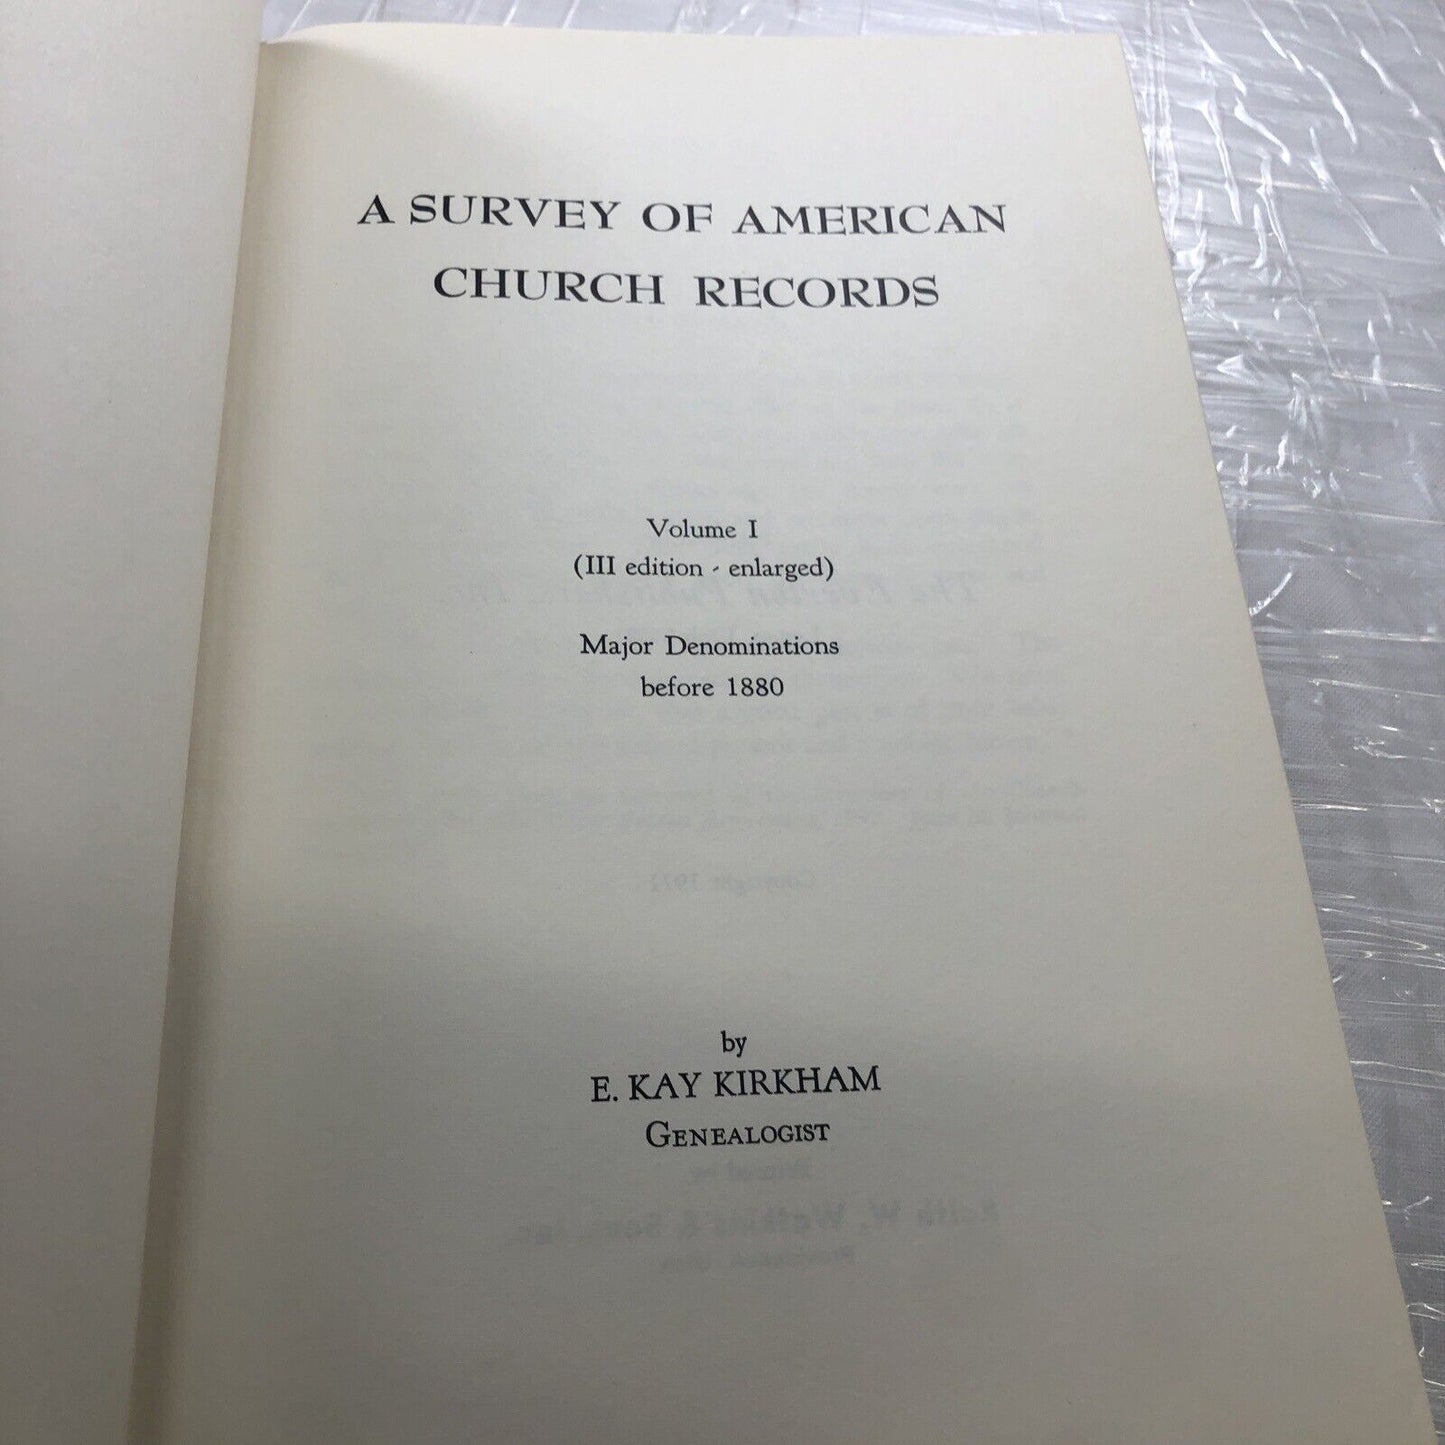 A SURVEY OF AMERICAN
CHURCH RECORDS
Volume I
(III edition - enlarged)
Major Denominations
before 1880
by
E. KAY KIRKHAM
GENEALOGIST